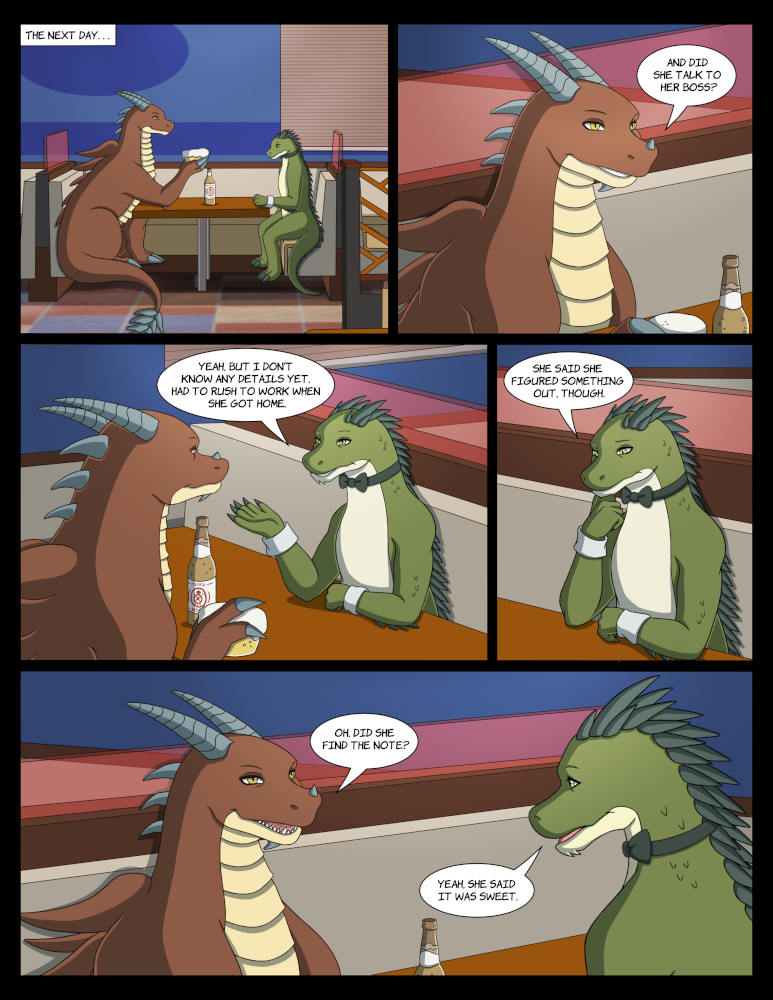 THE NEXT DAY. . .
AND DID
SHE TALK TO
HER BOSS?
YEAH, BUT I DON'T
KNOW ANY DETAILS YET.
HAD TO RUSH TO WORK WHEN
SHE GOT HOME.
SHE SAID SHE
FIGURED SOMETHING
OUT, THOUGH.
OH, DID SHE
FIND THE NOTE?
YEAH, SHE SAID
IT WAS SWEET.